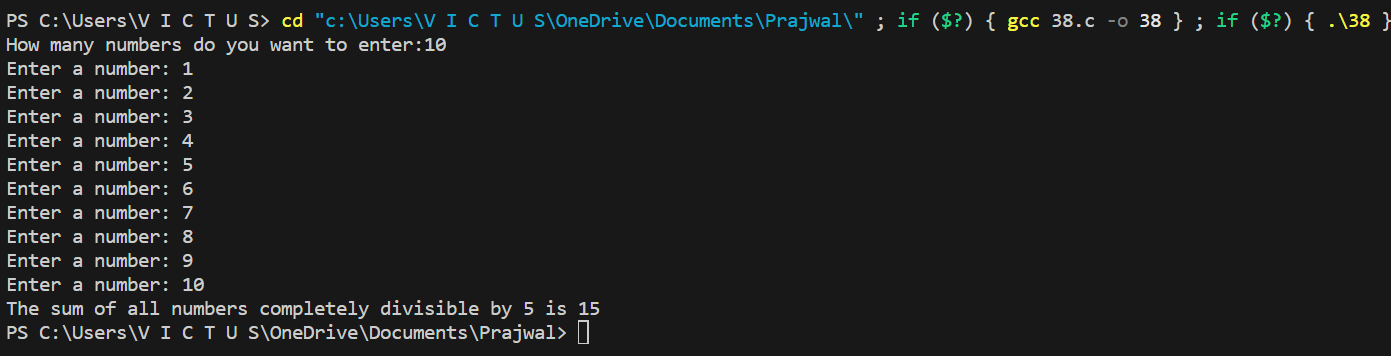 PS C:\Users\V I C T U S> cd "c:\Users\V I C T U S\OneDrive\Documents\Prajwal\" ; if ($?) { gcc 38.c -o 38 } ; if ($?) { .\38 }
How many numbers do you want to enter:10
Enter a number: 1
Enter a number: 2
Enter a number: 3
Enter a number: 4
Enter a number: 5
Enter a number: 6
Enter a number: 7
Enter a number: 8
Enter a number: 9
Enter a number: 10
The sum of all numbers completely divisible by 5 is 15
PS C:\Users\V I C T U S\OneDrive\Documents\Prajwal>